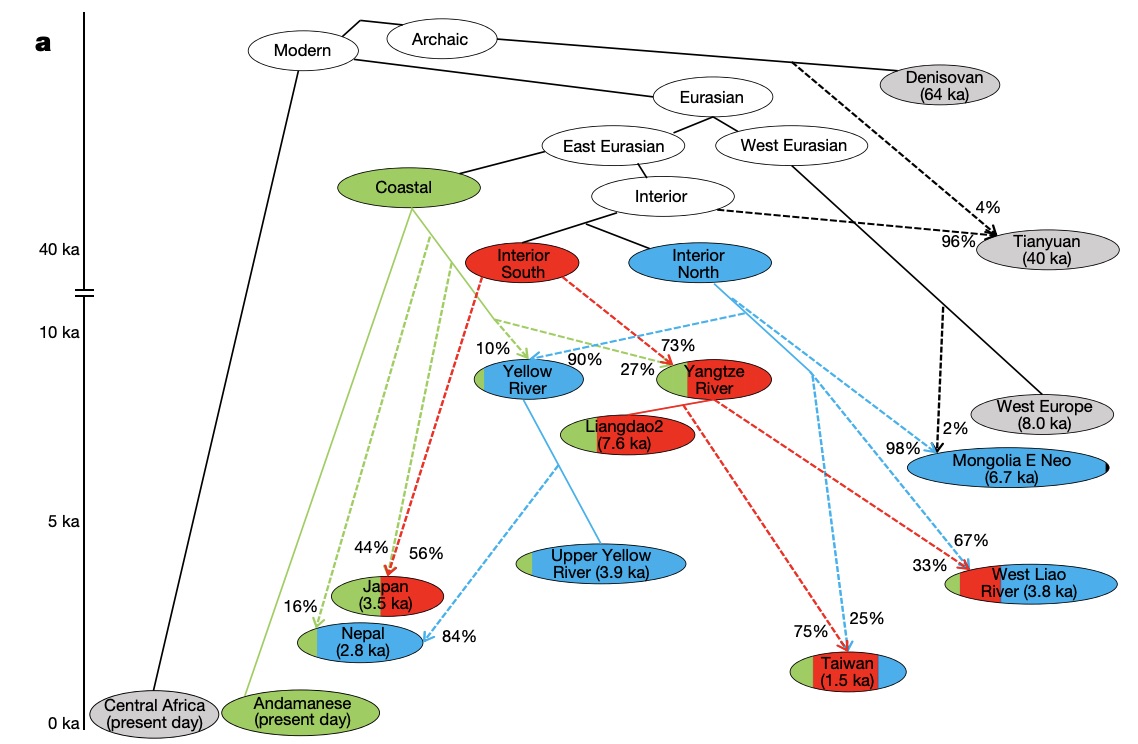 a
Modern
Archaic
Denisovan
(64 ka)
Eurasian
East Eurasian
West Eurasian
Coastal
Interior
4%
96%
Tianyuan
(40 ka)
40 ka
Interior
South
Interior
North
10 ka
10%
90%
73%
27%
Yellow
River
Yangtze
River
West Europe
(8.0 ka)
Liangdao2
(7.6 ka)
2%
98%
Mongolia E Neo
(6.7 ka)
5 ka
44%
56%
Upper Yellow
River (3.9 ka)
67%
33%
West Liao
River (3.8 ka)
Japan
(3.5 ka)
16%
Nepal
(2.8 ka)
84%
75%
25%
Taiwan
(1.5 ka)
0 ka
Central Africa
(present day)
Andamanese
(present day)